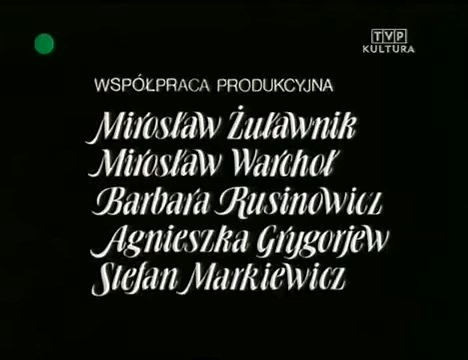 TVP
KULTURA
WSPÓŁPRACA PRODUKCYJNA
Mirosław Żuławnik
Mirosław Warchoł
Barbara Rusinowicz
Agnieszka Grygorjew
Stefan Markiewicz